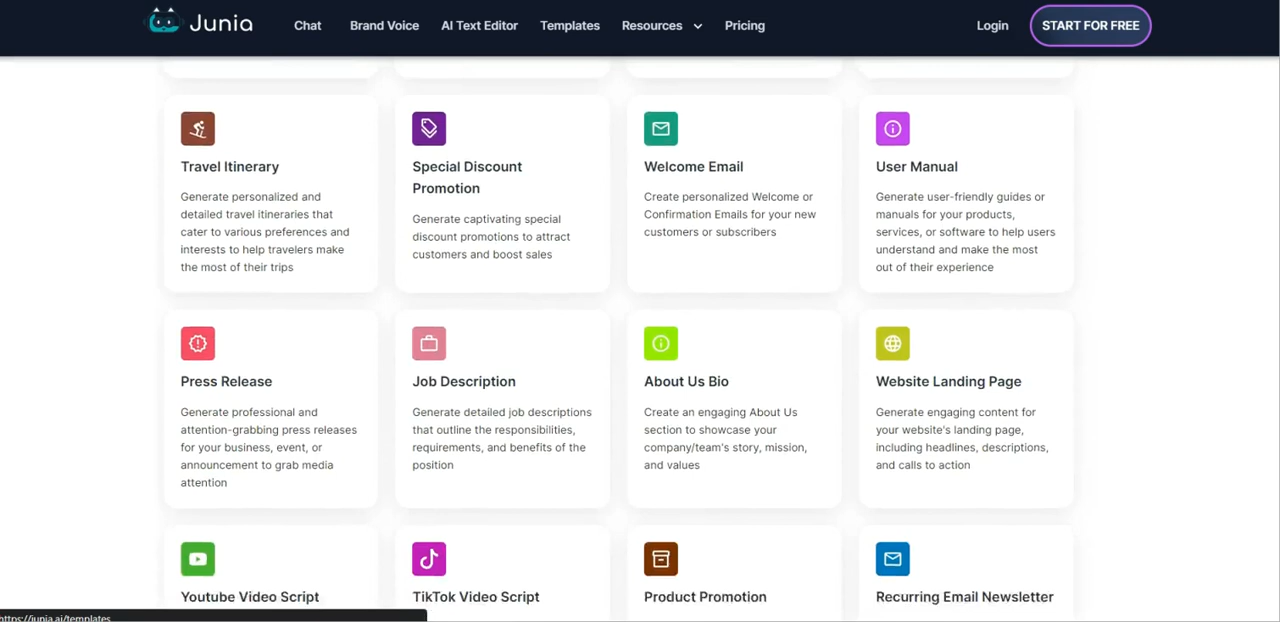 Junia
Chat
Brand Voice
AI Text Editor
Templates
Resources
Pricing
Login
START FOR FREE
Travel Itinerary
Generate personalized and
detailed travel itineraries that
cater to various preferences and
interests to help travelers make
the most of their trips
Special Discount
Promotion
Generate captivating special
discount promotions to attract
customers and boost sales
Welcome Email
Create personalized Welcome or
Confirmation Emails for your new
customers or subscribers
User Manual
Generate user-friendly guides or
manuals for your products,
services, or software to help users
understand and make the most
out of their experience
Press Release
Generate professional and
attention-grabbing press releases
for your business, event, or
announcement to grab media
attention
Job Description
Generate detailed job descriptions
that outline the responsibilities,
requirements, and benefits of the
position
About Us Bio
Create an engaging About Us
section to showcase your
company/team's story, mission,
and values
Website Landing Page
Generate engaging content for
your website's landing page,
including headlines, descriptions,
and calls to action
Youtube Video Script
TikTok Video Script
Product Promotion
Recurring Email Newsletter
https://junia.ai/templates